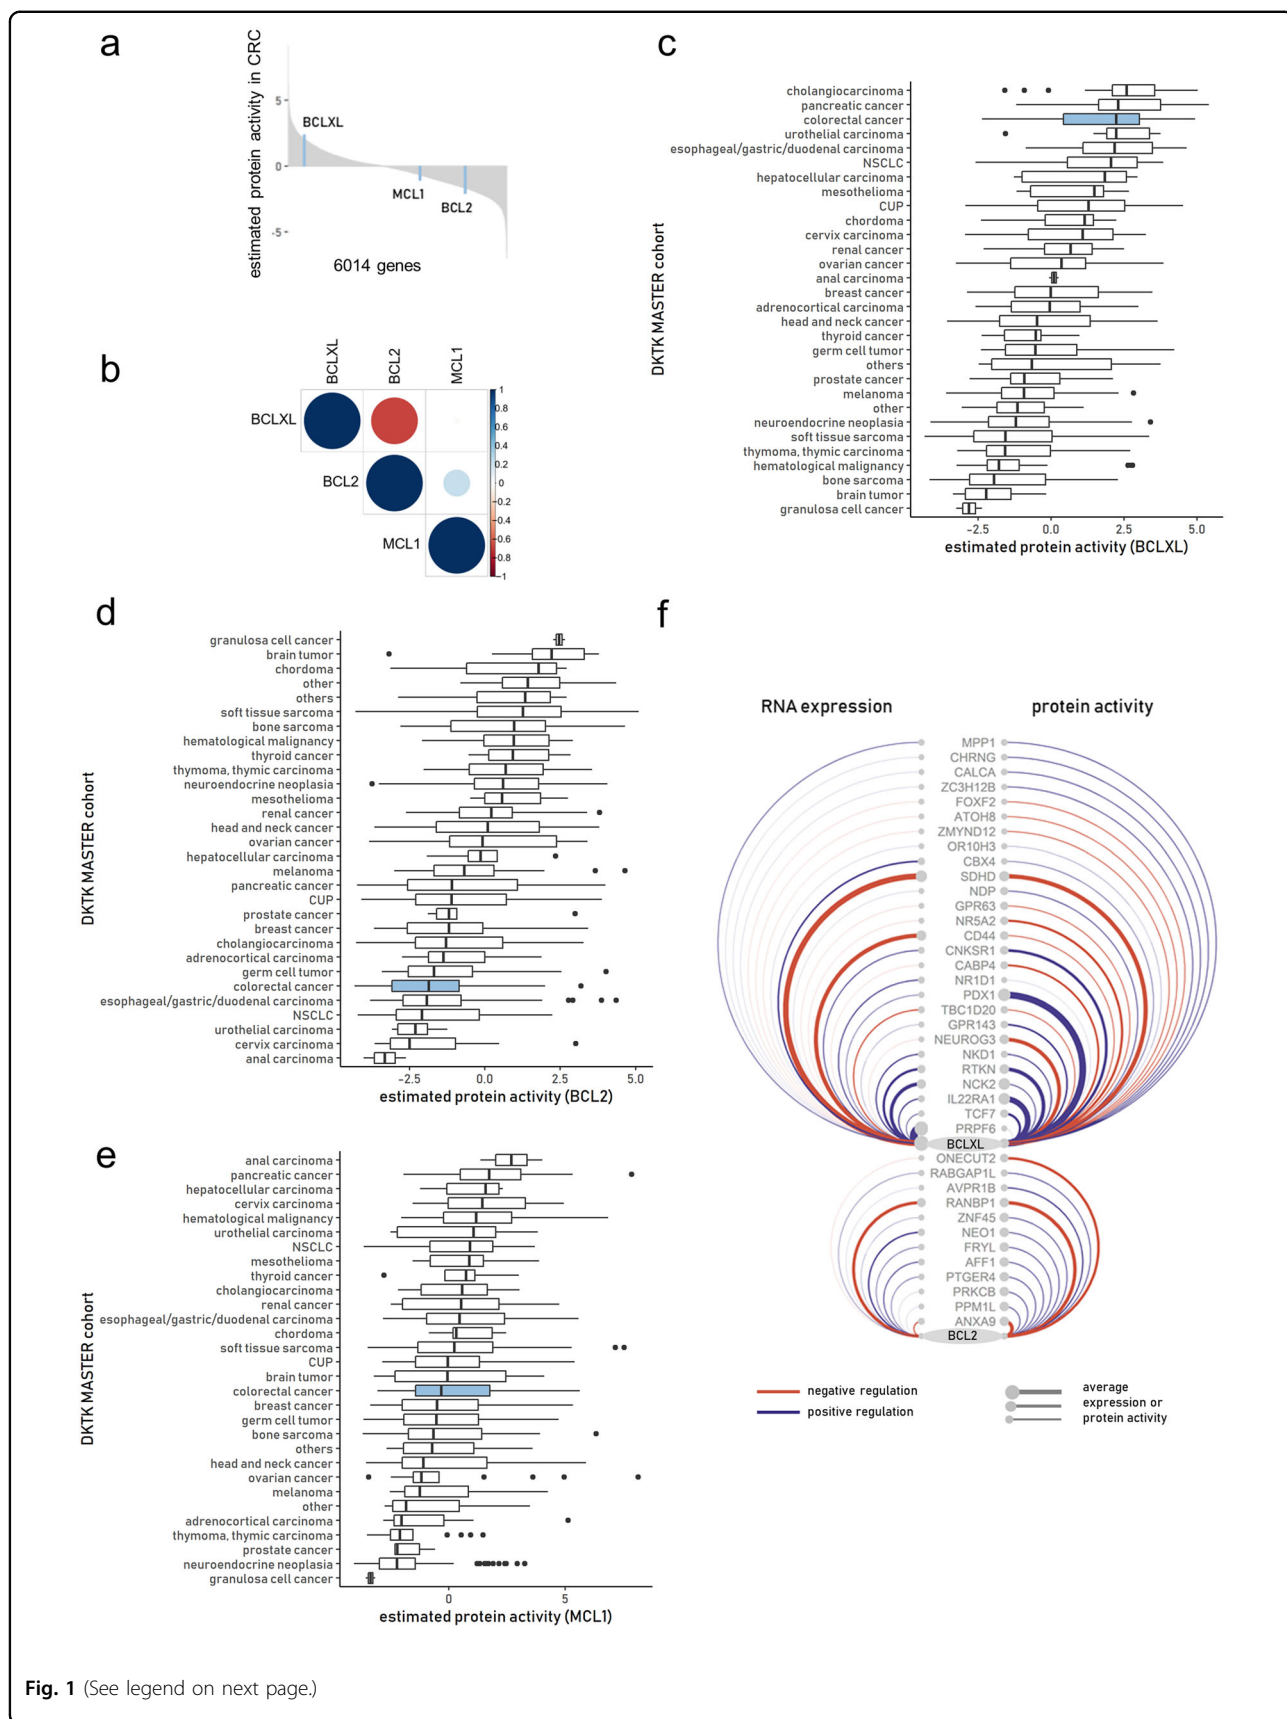 a
estimated protein activity in CRC
5
0
-5
BCLXL
MCL1
BCL2
6014 genes
b
BCLXL
BCL2
MCL1
BCLXL
BCL2
MCL1
1
0.8
0.6
0.4
0.2
0
-0.2
-0.4
-0.6
-0.8
-1
c
DKTK MASTER cohort
cholangiocarcinoma
pancreatic cancer
colorectal cancer
urothelial carcinoma
esophageal/gastric/duodenal carcinoma
NSCLC
hepatocellular carcinoma
mesothelioma
CUP
chordoma
cervix carcinoma
renal cancer
ovarian cancer
anal carcinoma
breast cancer
adrenocortical carcinoma
head and neck cancer
thyroid cancer
germ cell tumor
others
prostate cancer
melanoma
other
neuroendocrine neoplasia
soft tissue sarcoma
thymoma, thymic carcinoma
hematological malignancy
bone sarcoma
brain tumor
granulosa cell cancer
-2.5 0.0 2.5 5.0
estimated protein activity (BCLXL)
d
DKTK MASTER cohort
granulosa cell cancer
brain tumor
chordoma
other
others
soft tissue sarcoma
bone sarcoma
hematological malignancy
thyroid cancer
thymoma, thymic carcinoma
neuroendocrine neoplasia
mesothelioma
renal cancer
head and neck cancer
ovarian cancer
hepatocellular carcinoma
melanoma
pancreatic cancer
CUP
prostate cancer
breast cancer
cholangiocarcinoma
adrenocortical carcinoma
germ cell tumor
colorectal cancer
esophageal/gastric/duodenal carcinoma
NSCLC
urothelial carcinoma
cervix carcinoma
anal carcinoma
-2.5 0.0 2.5 5.0
estimated protein activity (BCL2)
e
DKTK MASTER cohort
anal carcinoma
pancreatic cancer
hepatocellular carcinoma
cervix carcinoma
hematological malignancy
urothelial carcinoma
NSCLC
mesothelioma
thyroid cancer
cholangiocarcinoma
renal cancer
esophageal/gastric/duodenal carcinoma
chordoma
soft tissue sarcoma
CUP
brain tumor
colorectal cancer
breast cancer
germ cell tumor
bone sarcoma
others
head and neck cancer
ovarian cancer
melanoma
other
adrenocortical carcinoma
thymoma, thymic carcinoma
prostate cancer
neuroendocrine neoplasia
granulosa cell cancer
0 5
estimated protein activity (MCL1)
f
RNA expression protein activity
MPP1
CHRNG
CALCA
ZC3H12B
FOXF2
ATOH8
ZMYND12
OR10H3
CBX4
SDHD
NDP
GPR63
NR5A2
CD44
CNKSR1
CABP4
NR1D1
PDX1
TBC1D20
GPR143
NEUROG3
NKD1
RTKN
NCK2
IL22RA1
TCF7
PRPF6
BCLXL
ONECUT2
RABGAP1L
AVPR1B
RANBP1
ZNF45
NEO1
FRYL
AFF1
PTGER4
PRKCB
PPM1L
ANXA9
BCL2
negative regulation
positive regulation
average
expression or
protein activity
Fig. 1 (See legend on next page.)